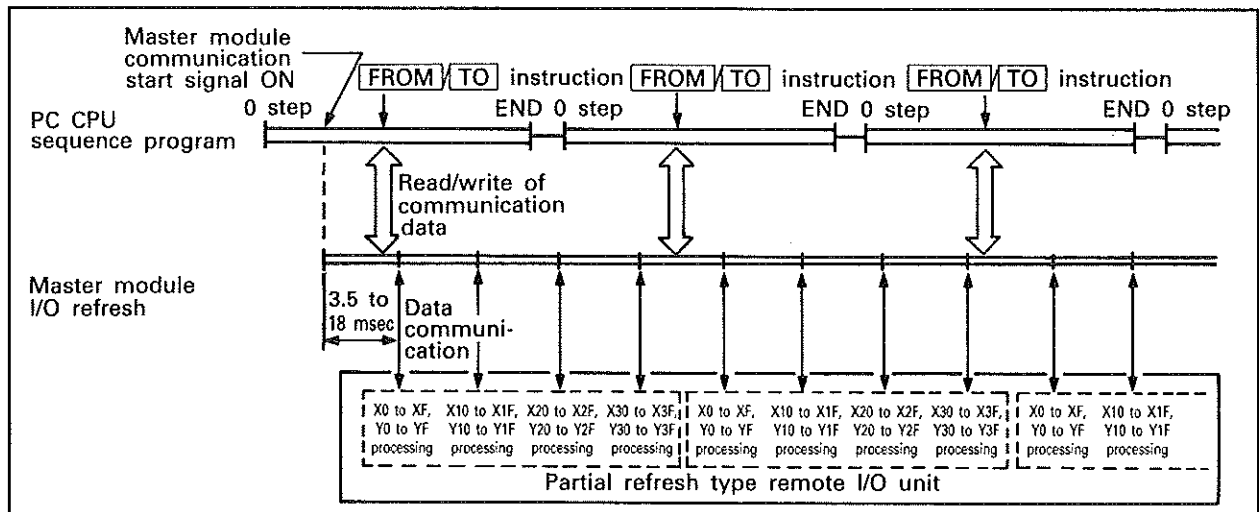 Master module
communication
start signal ON
FROM / TO instruction FROM / TO instruction FROM / TO instruction
0 step END 0 step END 0 step END 0 step
PC CPU
sequence program
Read/write of
communication
data
Master module
I/O refresh
3.5 to
18 msec
Data
communi-
cation
X0 to XF, X10 to X1F, X20 to X2F, X30 to X3F, X0 to XF, X10 to X1F, X20 to X2F, X30 to X3F, X0 to XF, X10 to X1F,
Y0 to YF Y10 to Y1F Y20 to Y2F Y30 to Y3F Y0 to YF Y10 to Y1F Y20 to Y2F Y30 to Y3F Y0 to YF Y10 to Y1F
processing processing processing processing processing processing processing processing processing processing
Partial refresh type remote I/O unit